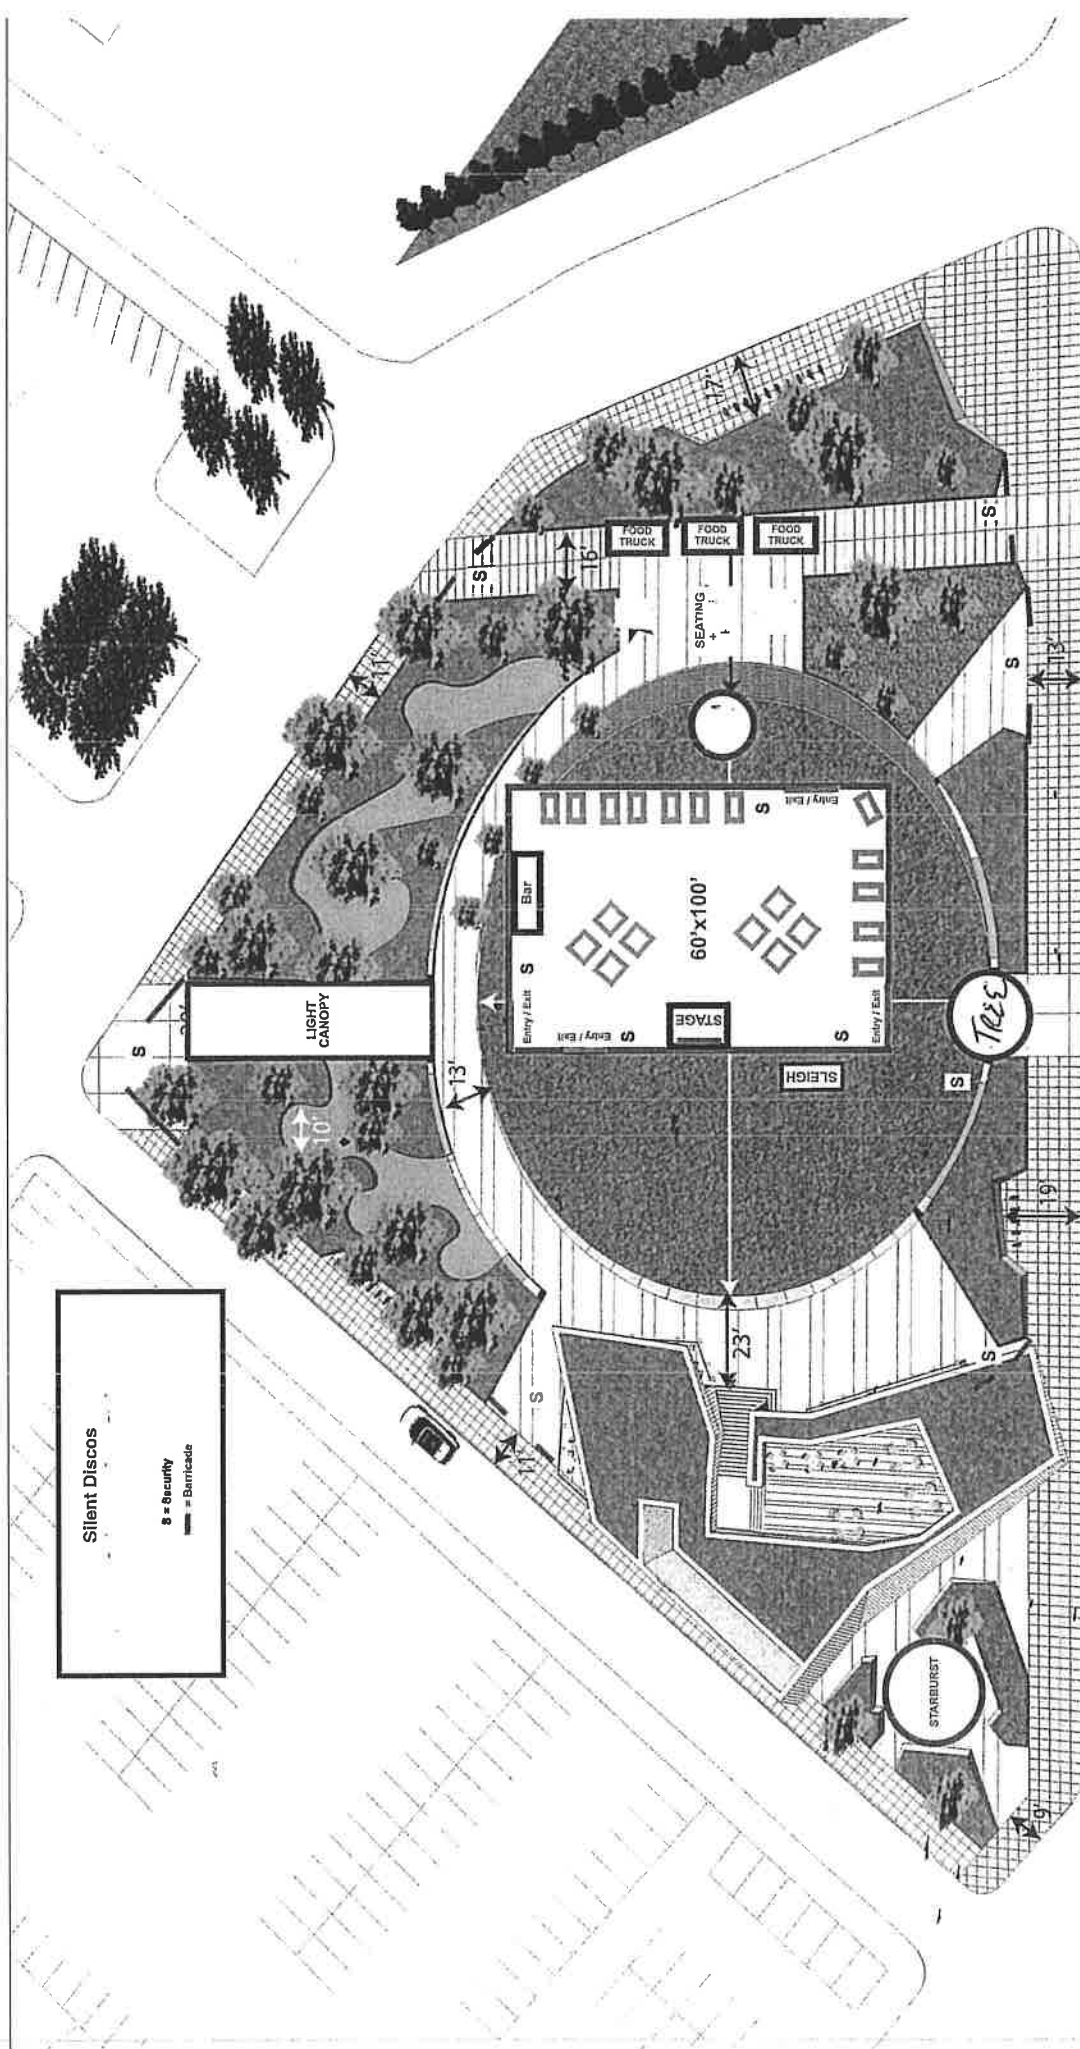 Silent Discos
S = Security
= Barricade
S
LIGHT
CANOPY
10'
13'
11'
S
16'
17'
FOOD
TRUCK
FOOD
TRUCK
FOOD
TRUCK
SEATING
S
S
13'
Bar
60'x100'
STAGE
Entry / Exit
S
Entry / Exit
S
S
Entry / Exit
S
Entry / Exit
SLEIGH
S
TREE
19'
23'
S
S
11'
STARBURST
9'